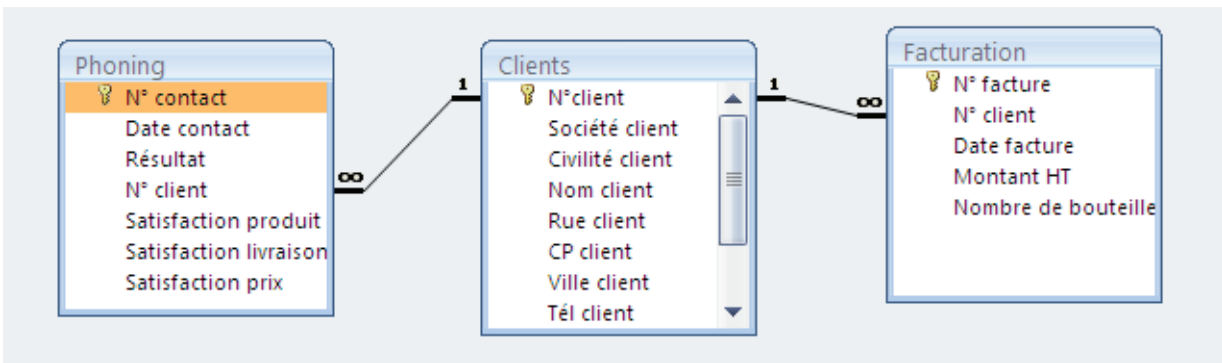 Phoning
N° contact
Date contact
Résultat
N° client
Satisfaction produit
Satisfaction livraison
Satisfaction prix
1
∞
Clients
N°client
Société client
Civilité client
Nom client
Rue client
CP client
Ville client
Tél client
1
∞
Facturation
N° facture
N° client
Date facture
Montant HT
Nombre de bouteille